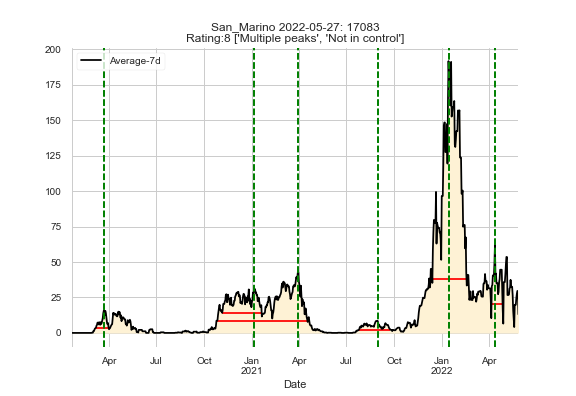 San_Marino 2022-05-27: 17083
Rating:8 ['Multiple peaks', 'Not in control']
Average-7d
200
175
150
125
100
75
50
25
0
Apr Jul Oct Jan Apr Jul Oct Jan Apr
2021 2022
Date